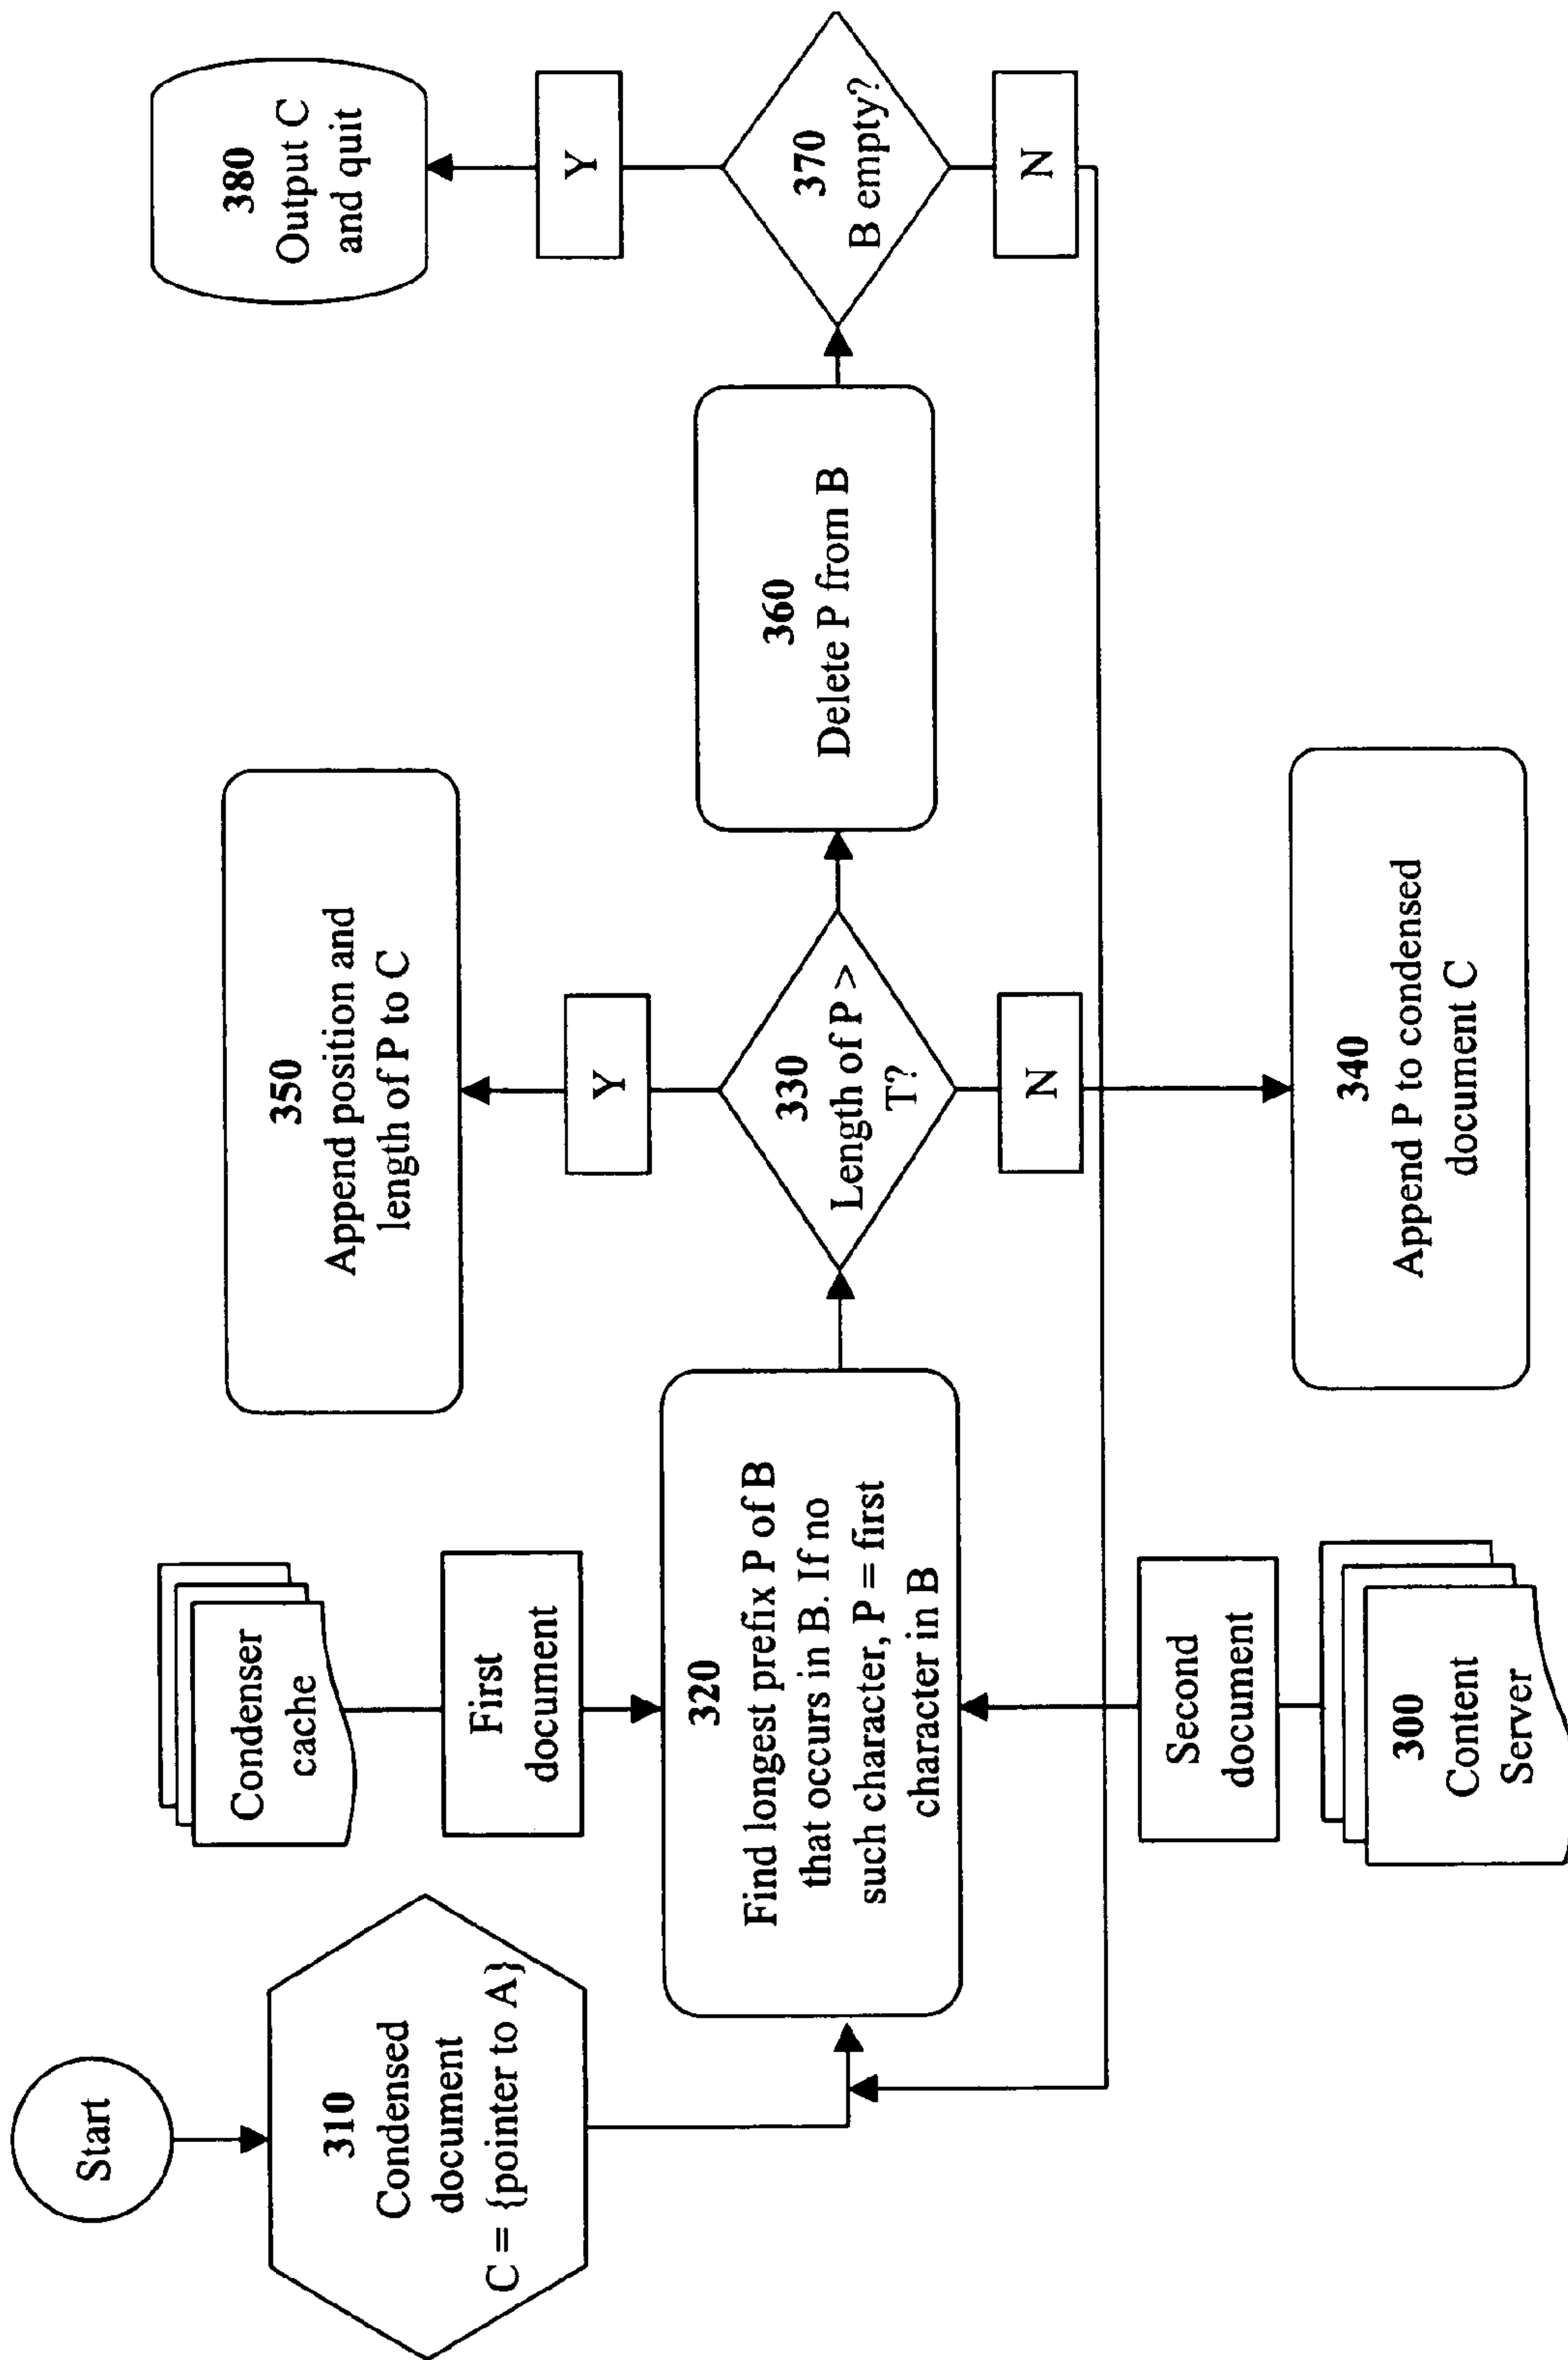 Start
310
Condensed
document
C = {pointer to A}
Condenser
cache
First
document
320
Find longest prefix P of B
that occurs in B. If no
such character, P = first
character in B
Second
document
300
Content
Server
350
Append position and
length of P to C
Y
330
Length of P >
T?
N
340
Append P to condensed
document C
360
Delete P from B
380
Output C
and quit
Y
370
B empty?
N